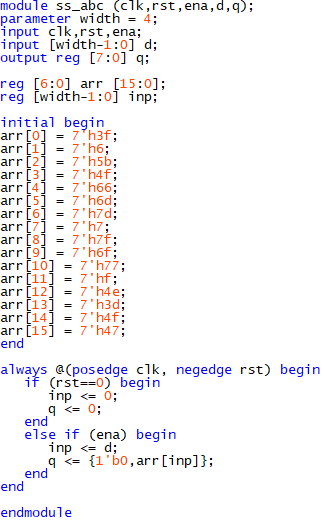 module ss_abc (clk,rst,ena,d,q);
parameter width = 4;
input clk,rst,ena;
input [width-1:0] d;
output reg [7:0] q;

reg [6:0] arr [15:0];
reg [width-1:0] inp;

initial begin
arr[0] = 7'h3f;
arr[1] = 7'h6;
arr[2] = 7'h5b;
arr[3] = 7'h4f;
arr[4] = 7'h66;
arr[5] = 7'h6d;
arr[6] = 7'h7d;
arr[7] = 7'h7;
arr[8] = 7'h7f;
arr[9] = 7'h6f;
arr[10] = 7'h77;
arr[11] = 7'hf;
arr[12] = 7'h4e;
arr[13] = 7'h3d;
arr[14] = 7'h4f;
arr[15] = 7'h47;
end

always @(posedge clk, negedge rst) begin
   if (rst==0) begin
      inp <= 0;
      q <= 0;
   end
   else if (ena) begin
      inp <= d;
      q <= {1'b0,arr[inp]};
   end
end

endmodule